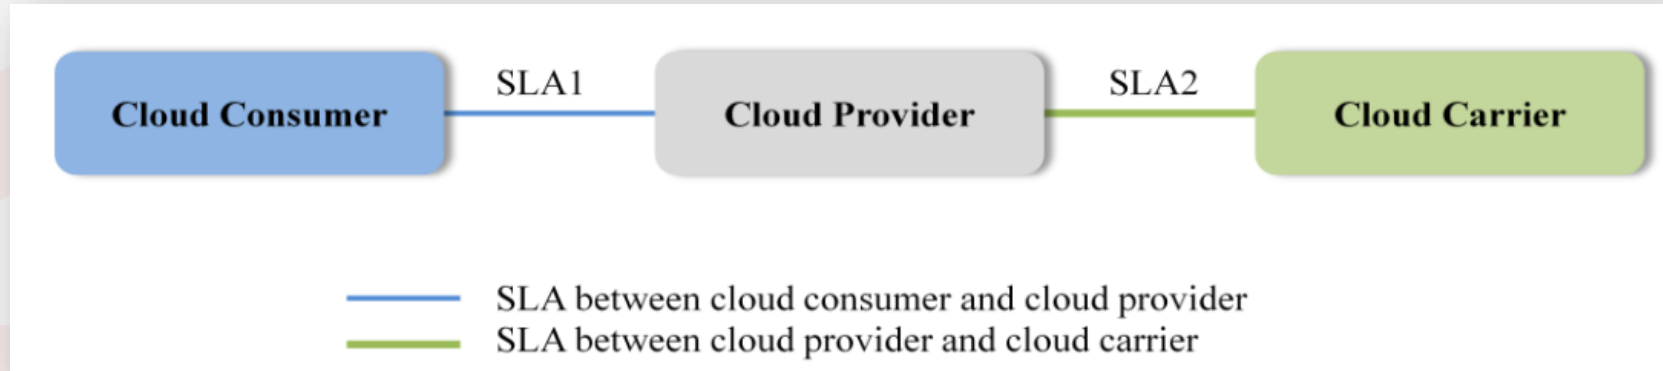 SLA1
SLA2
Cloud Consumer
Cloud Provider
Cloud Carrier
SLA between cloud consumer and cloud provider
SLA between cloud provider and cloud carrier